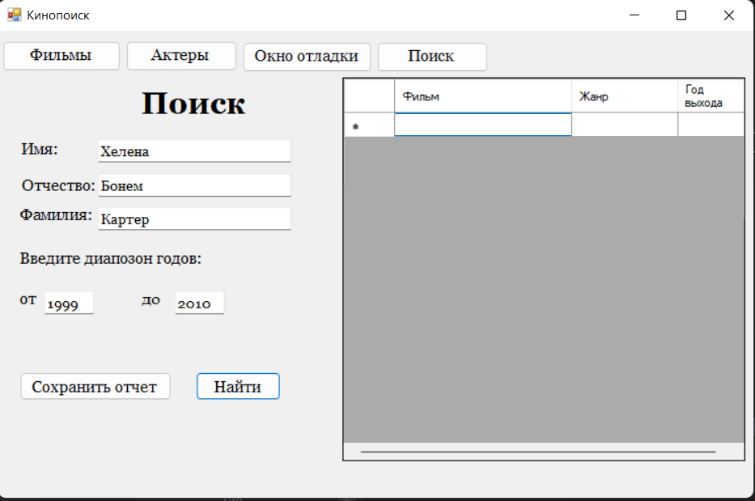 Кинопоиск
Фильмы Актеры Окно отладки Поиск
Поиск
Имя: Хелена
Отчество: Бонем
Фамилия: Картер
Введите диапозон годов:
от 1999 до 2010
Сохранить отчет Найти
Фильм Жанр Год
выхода